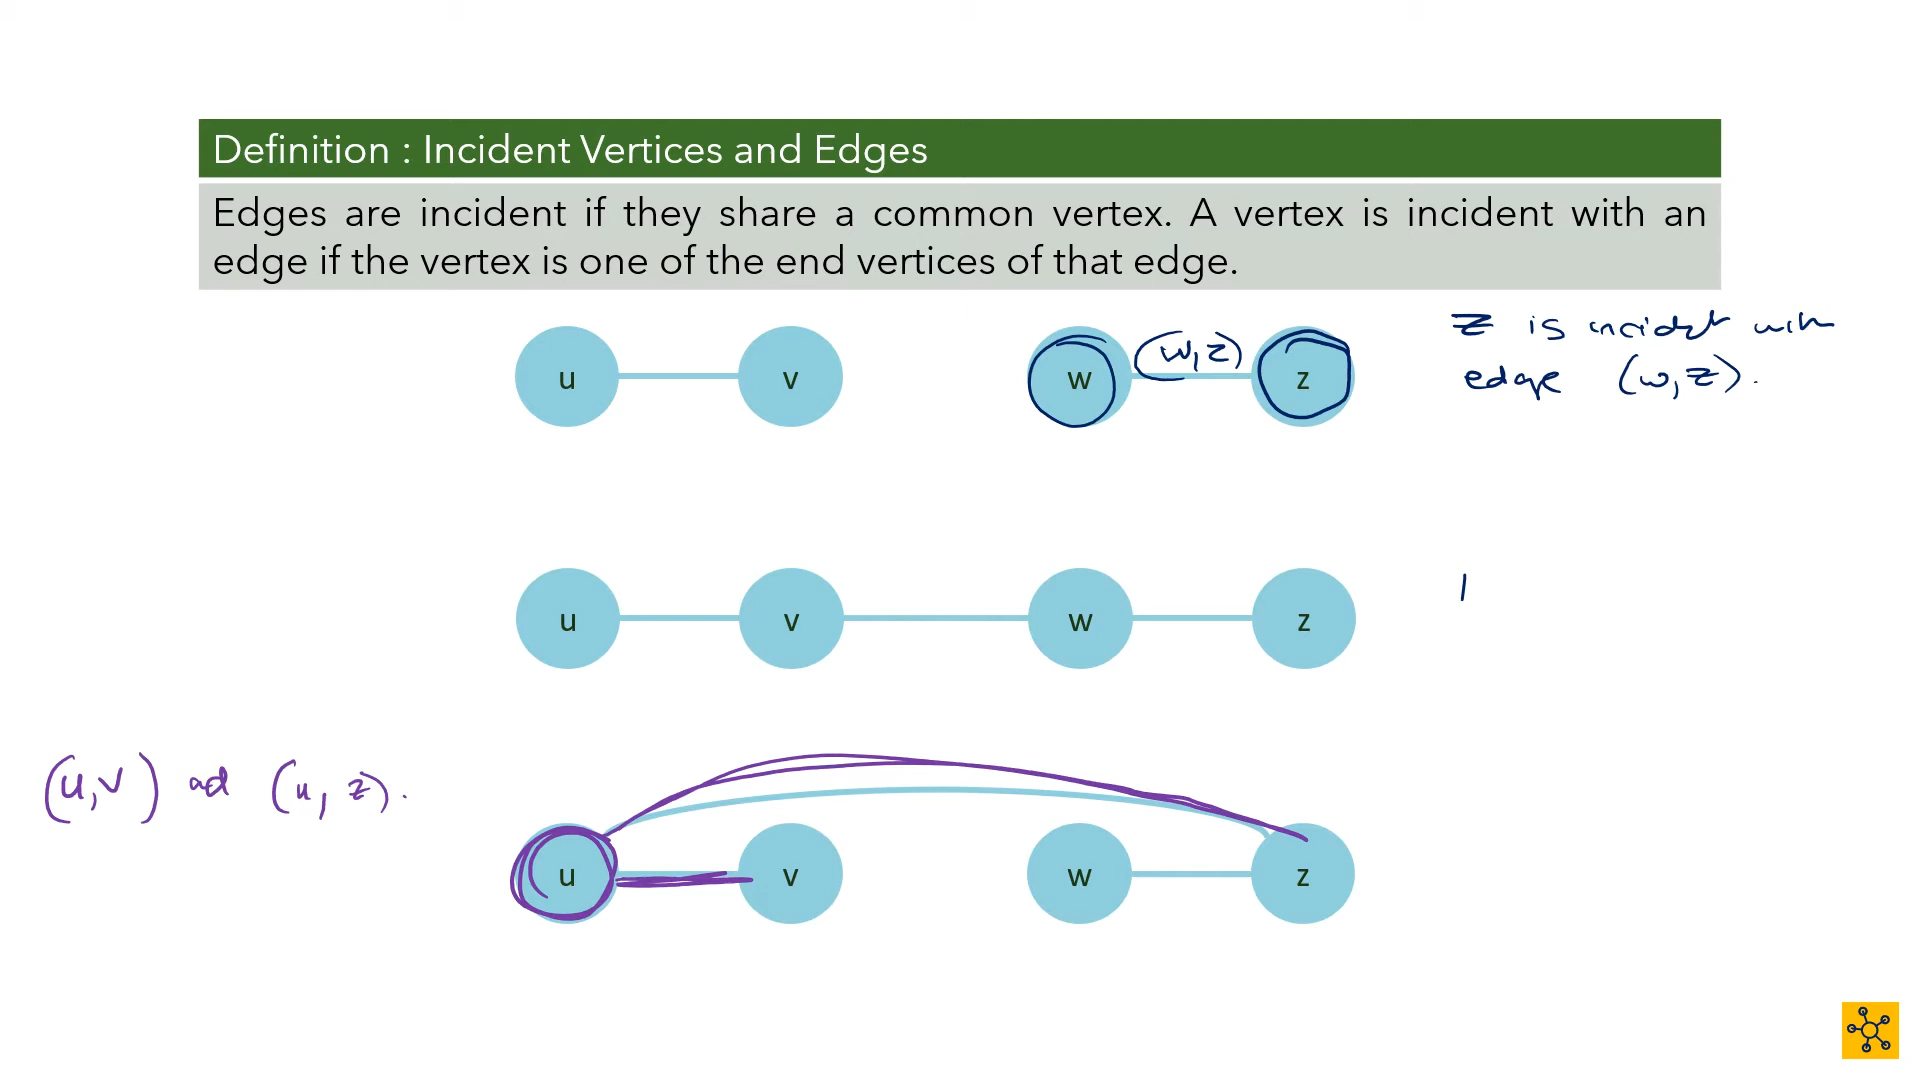 Definition : Incident Vertices and Edges
Edges are incident if they share a common vertex. A vertex is incident with an
edge if the vertex is one of the end vertices of that edge.
z is incident with
edge (w,z).
u v w w,z z
u v w z
(u,v) ad (u, z).
u v w z